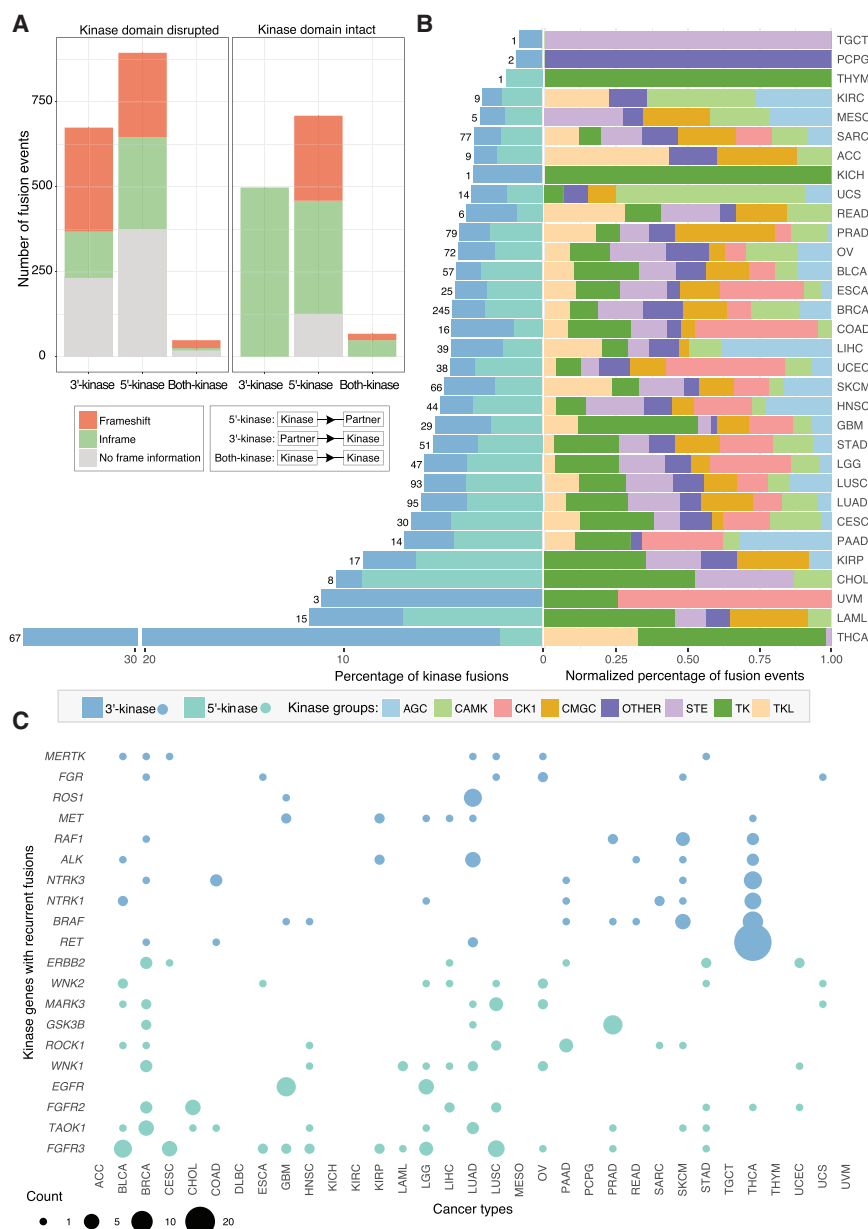 A
Kinase domain disrupted
Kinase domain intact
Number of fusion events
750
500
250
0
3'-kinase
5'-kinase
Both-kinase
3'-kinase
5'-kinase
Both-kinase
Frameshift
Inframe
No frame information
5'-kinase: Kinase Partner
3'-kinase: Partner Kinase
Both-kinase: Kinase Kinase
B
1 TGCT
2 PCPG
1 THYM
9 KIRC
5 MESO
77 SARC
9 ACC
1 KICH
14 UCS
6 READ
79 PRAD
72 OV
57 BLCA
25 ESCA
245 BRCA
16 COAD
39 LIHC
38 UCEC
66 SKCM
44 HNSC
29 GBM
51 STAD
47 LGG
93 LUSC
95 LUAD
30 CESC
14 PAAD
17 KIRP
8 CHOL
3 UVM
15 LAML
67 THCA
30 20 10 0 0.25 0.50 0.75 1.00
Percentage of kinase fusions
Normalized percentage of fusion events
3'-kinase 5'-kinase Kinase groups: AGC CAMK CK1 CMGC OTHER STE TK TKL
C
Kinase genes with recurrent fusions
MERTK
FGR
ROS1
MET
RAF1
ALK
NTRK3
NTRK1
BRAF
RET
ERBB2
WNK2
MARK3
GSK3B
ROCK1
WNK1
EGFR
FGFR2
TAOK1
FGFR3
ACC
BLCA
BRCA
CESC
CHOL
COAD
DLBC
ESCA
GBM
HNSC
KICH
KIRC
KIRP
LAML
LGG
LIHC
LUAD
LUSC
MESO
OV
PAAD
PCPG
PRAD
READ
SARC
SKCM
STAD
TGCT
THCA
THYM
UCEC
UCS
UVM
Cancer types
Count
1 5 10 20